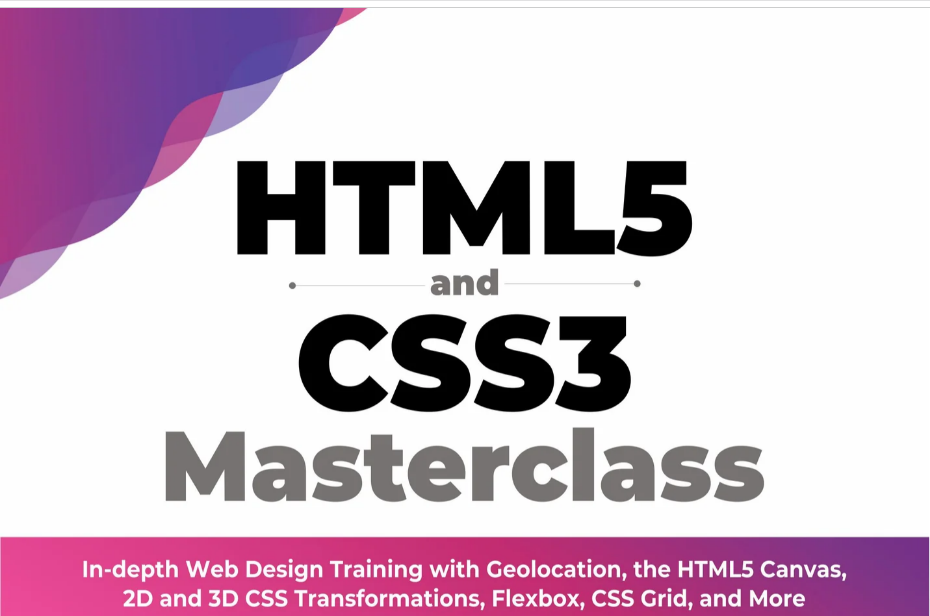 HTML5
and
CSS3
Masterclass
In-depth Web Design Training with Geolocation, the HTML5 Canvas,
2D and 3D CSS Transformations, Flexbox, CSS Grid, and More